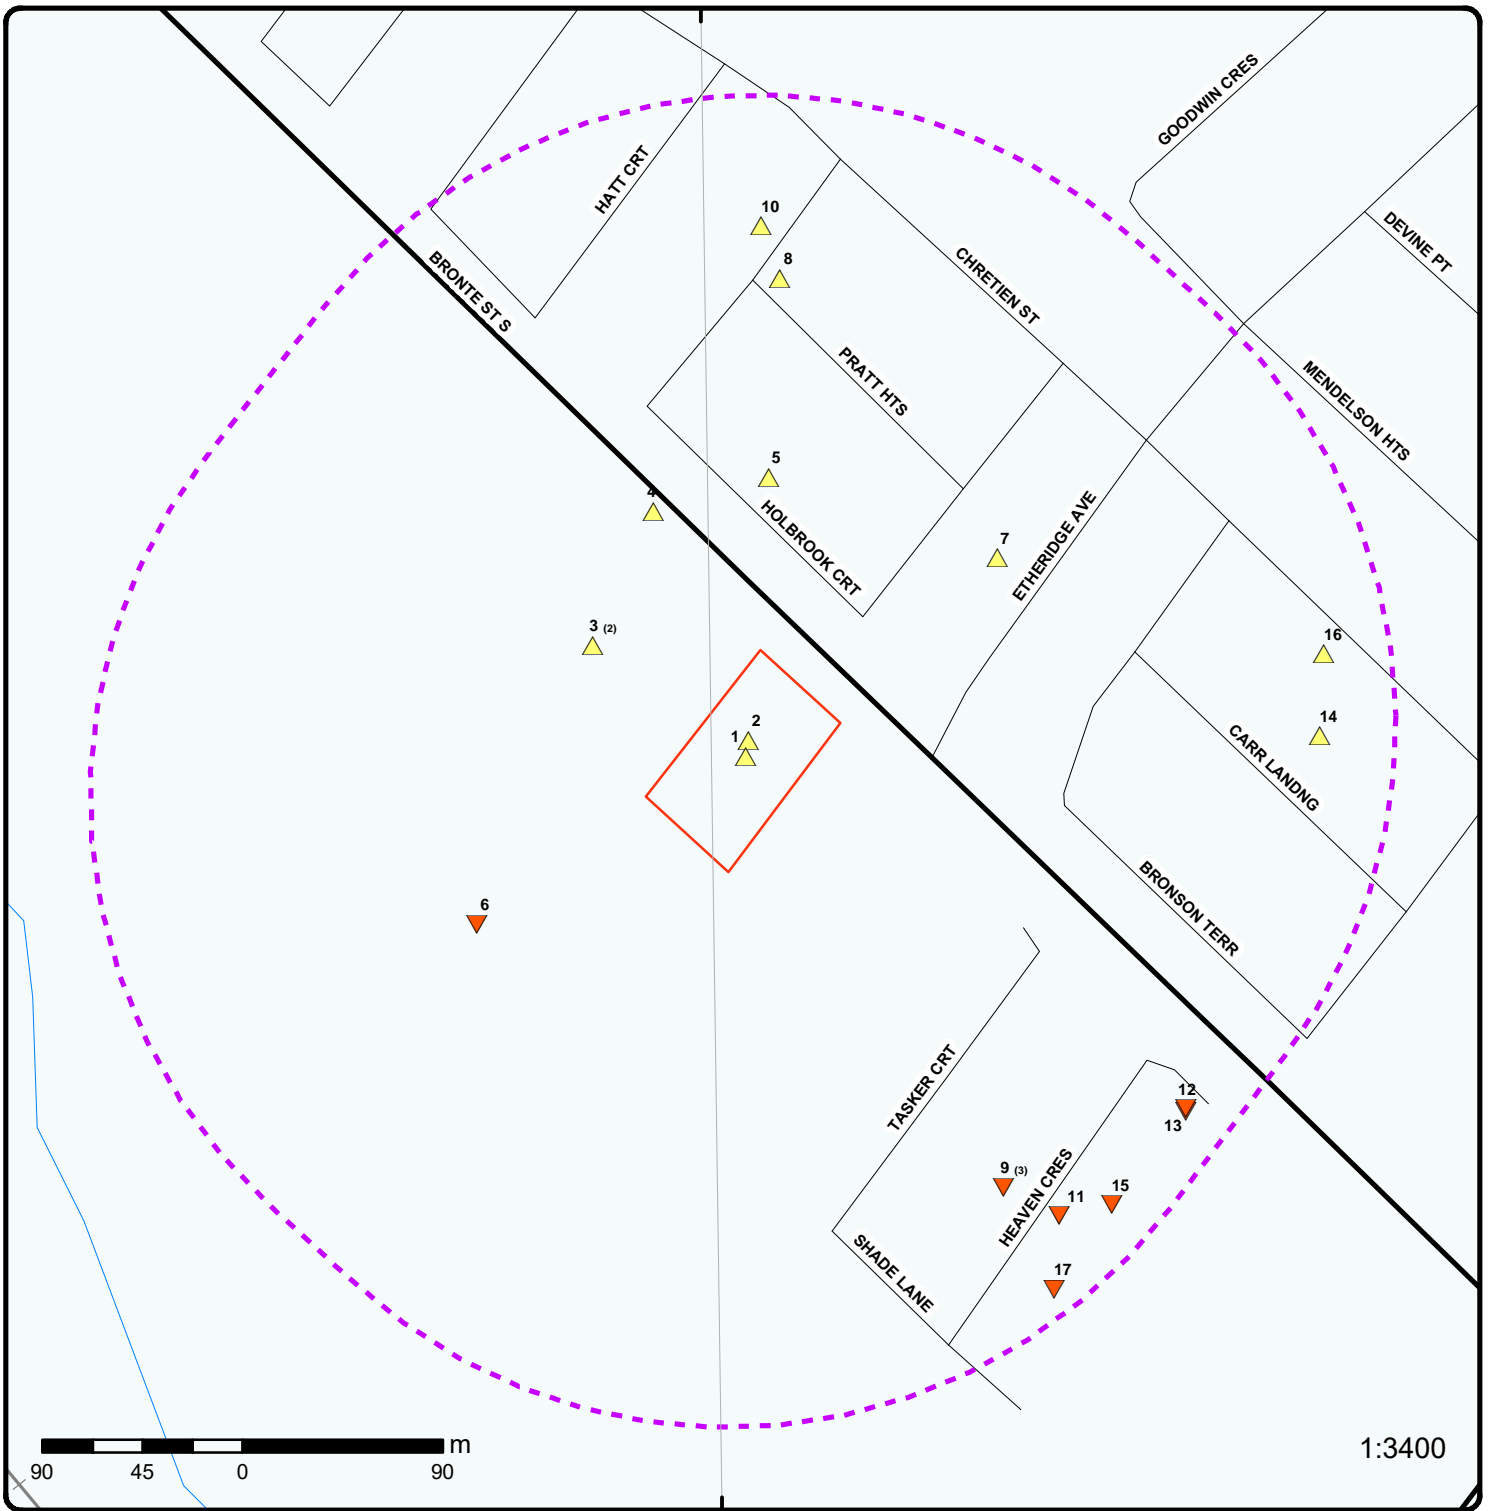 GOODWIN CRES
HATT CRT
10
DEVINE PT
8
CHRETIEN ST
BRONTE ST S
PRATT HTS
MENDELSON HTS
5
4
HOLBROOK CRT
7
ETHERIDGE AVE
3 (2)
16
2
1
14
CARR LANDNG
6
BRONSON TERR
TASKER CRT
12
13
9 (3)
HEAVEN CRES
11
15
SHADE LANE
17
m
90 45 0 90
1:3400